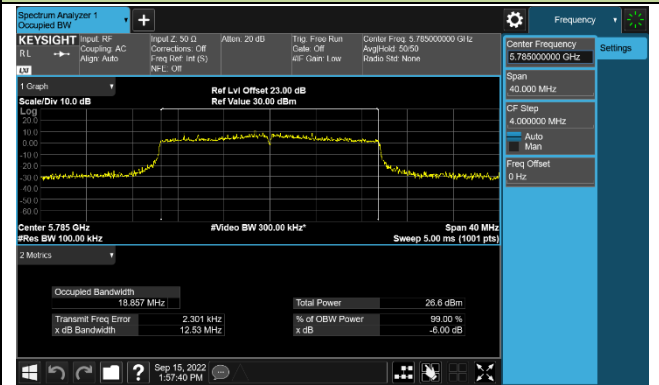 Spectrum Analyzer 1
Occupied BW
Frequency
KEYSIGHT
RL
LXI
Input: RF
Coupling: AC
Align: Auto
Input Z: 50 Ω
Corrections: Off
Freq Ref: Int (S)
NFE: Off
Atten: 20 dB
Trig: Free Run
Gate: Off
#IF Gain: Low
Center Freq: 5.785000000 GHz
Avg|Hold: 50/50
Radio Std: None
Center Frequency
5.785000000 GHz
Settings
Span
40.000 MHz
CF Step
4.000000 MHz
Auto
Man
Freq Offset
0 Hz
1 Graph
Scale/Div 10.0 dB
Ref Lvl Offset 23.00 dB
Ref Value 30.00 dBm
Log
20.0
10.0
0.00
-10.0
-20.0
-30.0
-40.0
-50.0
-60.0
Center 5.785 GHz
#Res BW 100.00 kHz
#Video BW 300.00 kHz*
Span 40 MHz
Sweep 5.00 ms (1001 pts)
2 Metrics
Occupied Bandwidth
18.857 MHz
Total Power 26.6 dBm
Transmit Freq Error 2.301 kHz
% of OBW Power 99.00 %
x dB Bandwidth 12.53 MHz
x dB -6.00 dB
?
Sep 15, 2022
1:57:40 PM